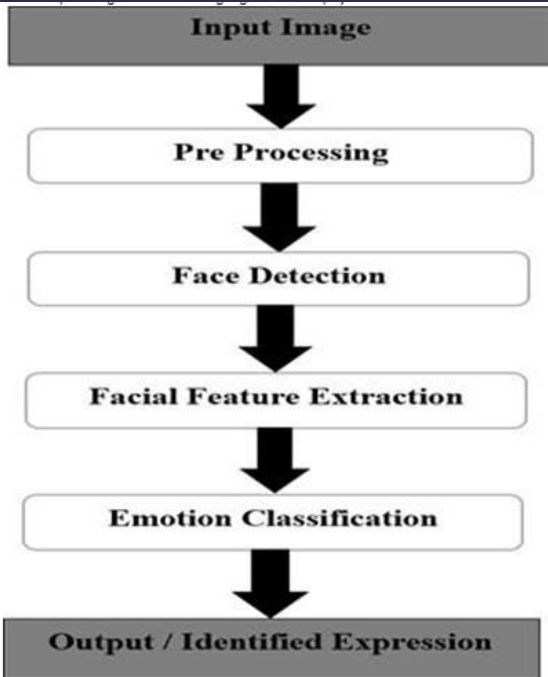 Input Image
Pre Processing
Face Detection
Facial Feature Extraction
Emotion Classification
Output / Identified Expression